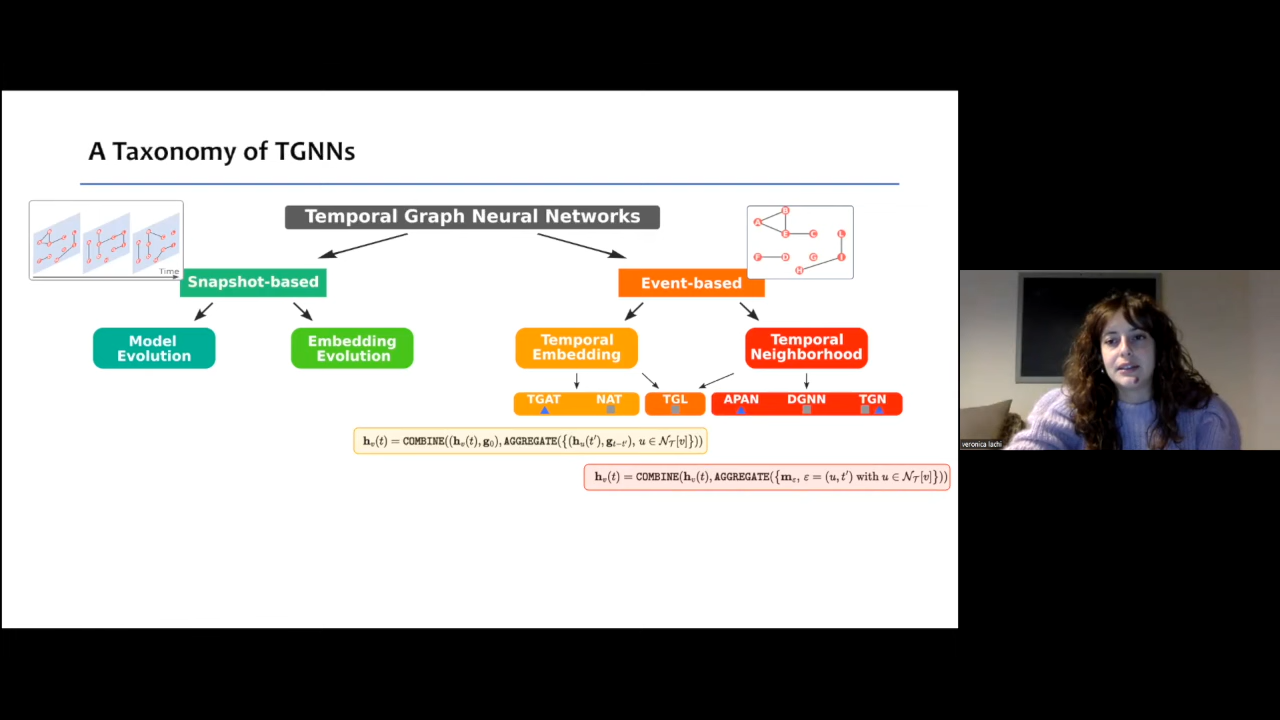 A Taxonomy of TGNNs
Temporal Graph Neural Networks
Time
Snapshot-based
Event-based
Model
Evolution
Embedding
Evolution
Temporal
Embedding
Temporal
Neighborhood
TGAT NAT TGL APAN DGNN TGN
h_v(t) = COMBINE((h_v(t), g_0), AGGREGATE({(h_u(t′), g_{t−t′}), u ∈ N_T[v]}))
h_v(t) = COMBINE(h_v(t), AGGREGATE({m_ε, ε = (u, t′) with u ∈ N_T[v]}))
A B E C L F D G I H
veronica lachi